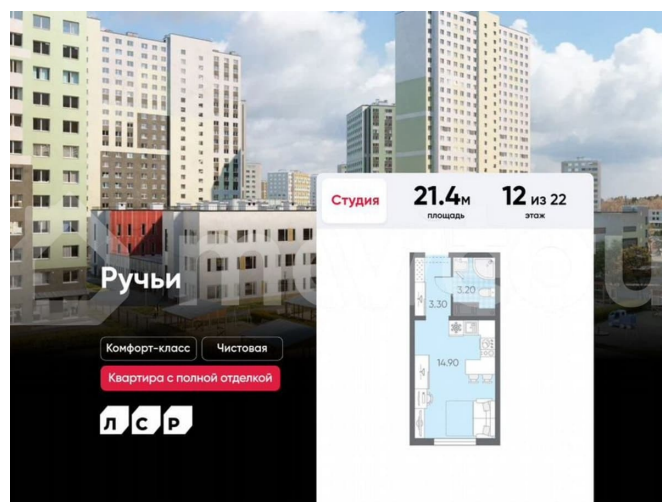 Студия
21.4м
площадь
12 из 22
этаж
Ручьи
3.20
3.30
14.90
Комфорт-класс
Чистовая
Квартира с полной отделкой
ЛСР